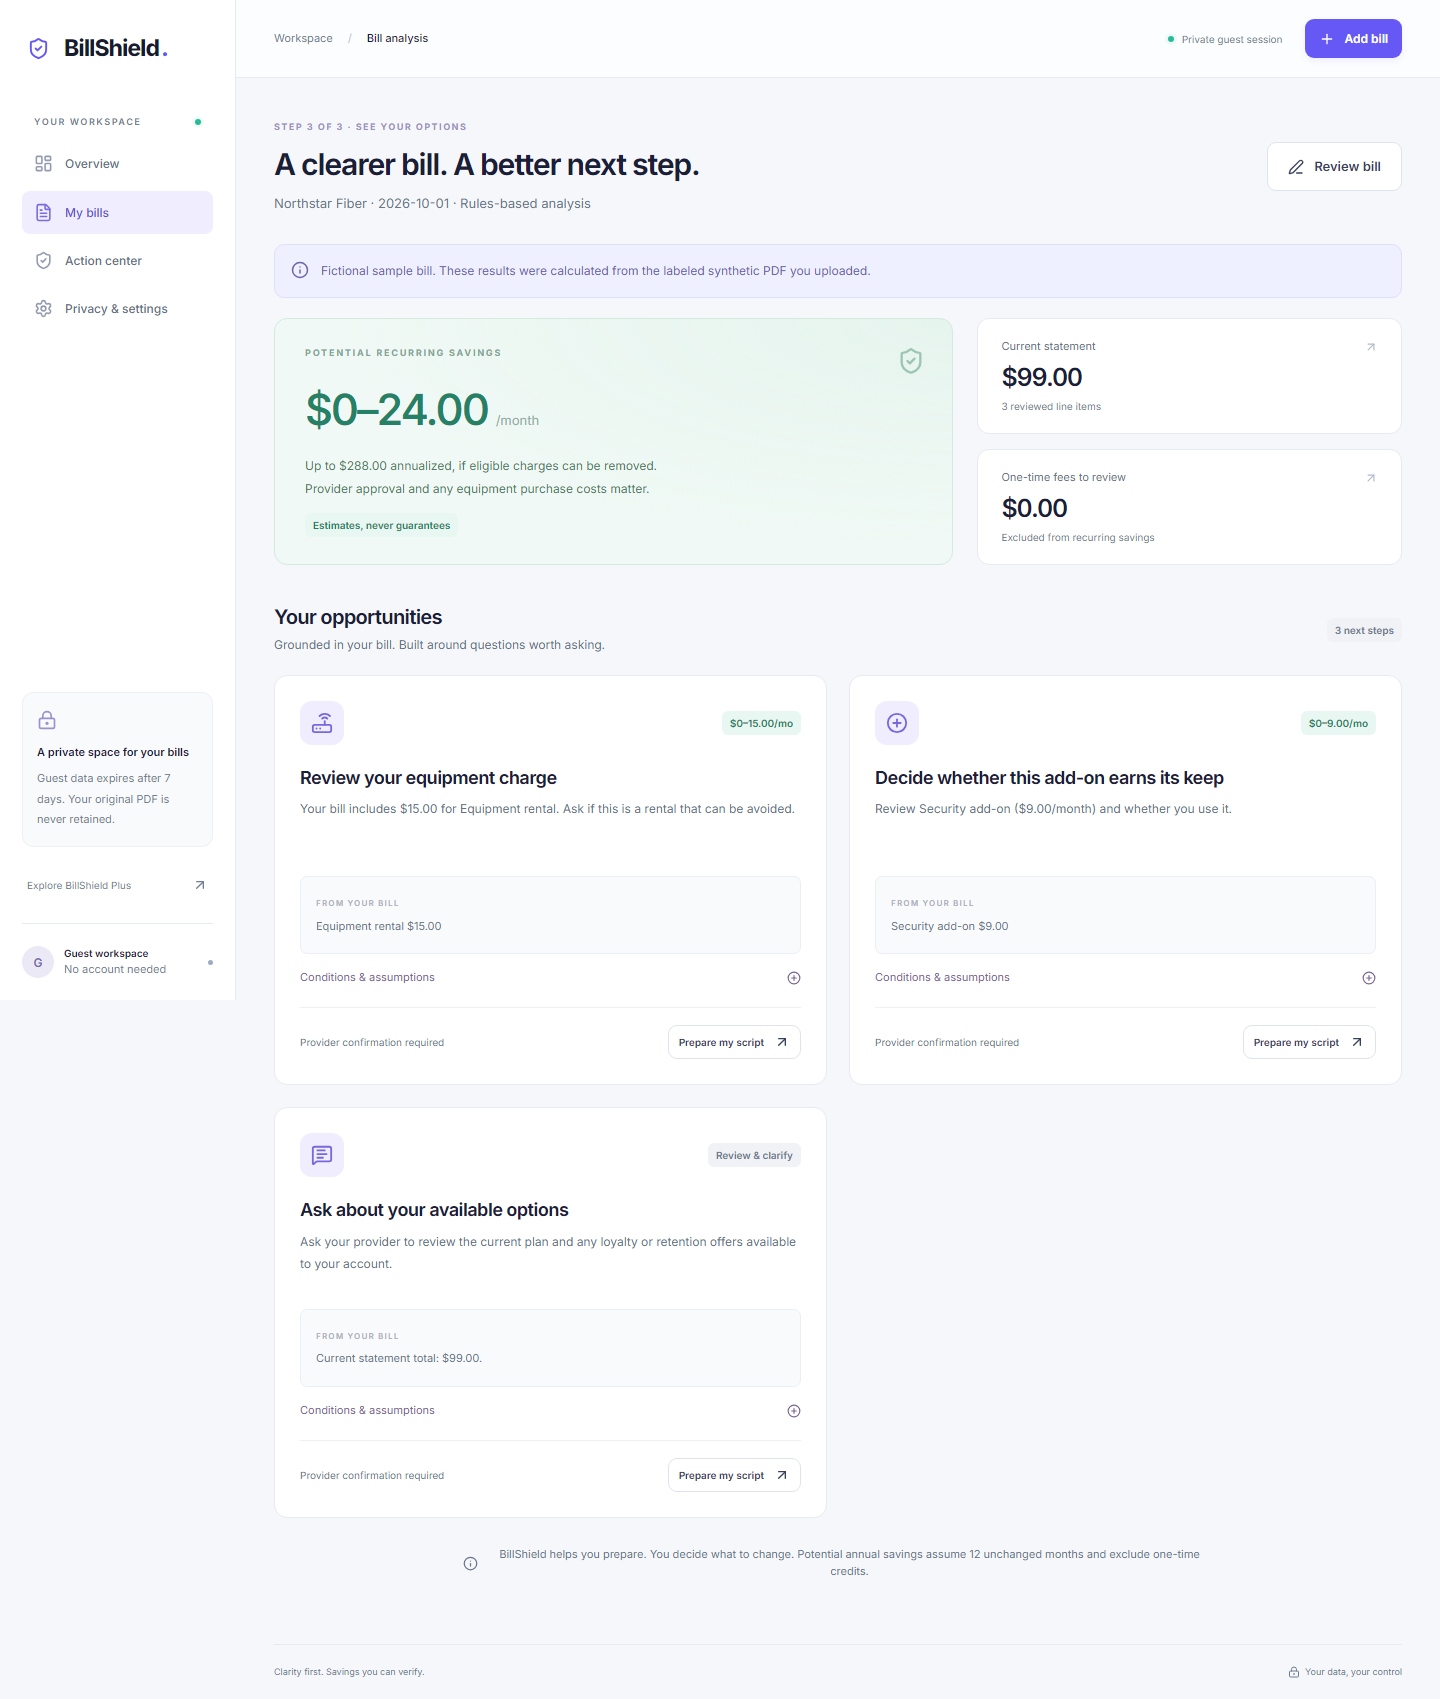 BillShield.
YOUR WORKSPACE
Overview
My bills
Action center
Privacy & settings
A private space for your bills
Guest data expires after 7
days. Your original PDF is
never retained.
Explore BillShield Plus
G
Guest workspace
No account needed
Workspace / Bill analysis
Private guest session
Add bill
STEP 3 OF 3 · SEE YOUR OPTIONS
A clearer bill. A better next step.
Northstar Fiber · 2026-10-01 · Rules-based analysis
Review bill
Fictional sample bill. These results were calculated from the labeled synthetic PDF you uploaded.
POTENTIAL RECURRING SAVINGS
$0–24.00 /month
Up to $288.00 annualized, if eligible charges can be removed.
Provider approval and any equipment purchase costs matter.
Estimates, never guarantees
Current statement
$99.00
3 reviewed line items
One-time fees to review
$0.00
Excluded from recurring savings
Your opportunities
Grounded in your bill. Built around questions worth asking.
3 next steps
$0–15.00/mo
Review your equipment charge
Your bill includes $15.00 for Equipment rental. Ask if this is a rental that can be avoided.
FROM YOUR BILL
Equipment rental $15.00
Conditions & assumptions
Provider confirmation required
Prepare my script
$0–9.00/mo
Decide whether this add-on earns its keep
Review Security add-on ($9.00/month) and whether you use it.
FROM YOUR BILL
Security add-on $9.00
Conditions & assumptions
Provider confirmation required
Prepare my script
Review & clarify
Ask about your available options
Ask your provider to review the current plan and any loyalty or retention offers available
to your account.
FROM YOUR BILL
Current statement total: $99.00.
Conditions & assumptions
Provider confirmation required
Prepare my script
BillShield helps you prepare. You decide what to change. Potential annual savings assume 12 unchanged months and exclude one-time
credits.
Clarity first. Savings you can verify.
Your data, your control